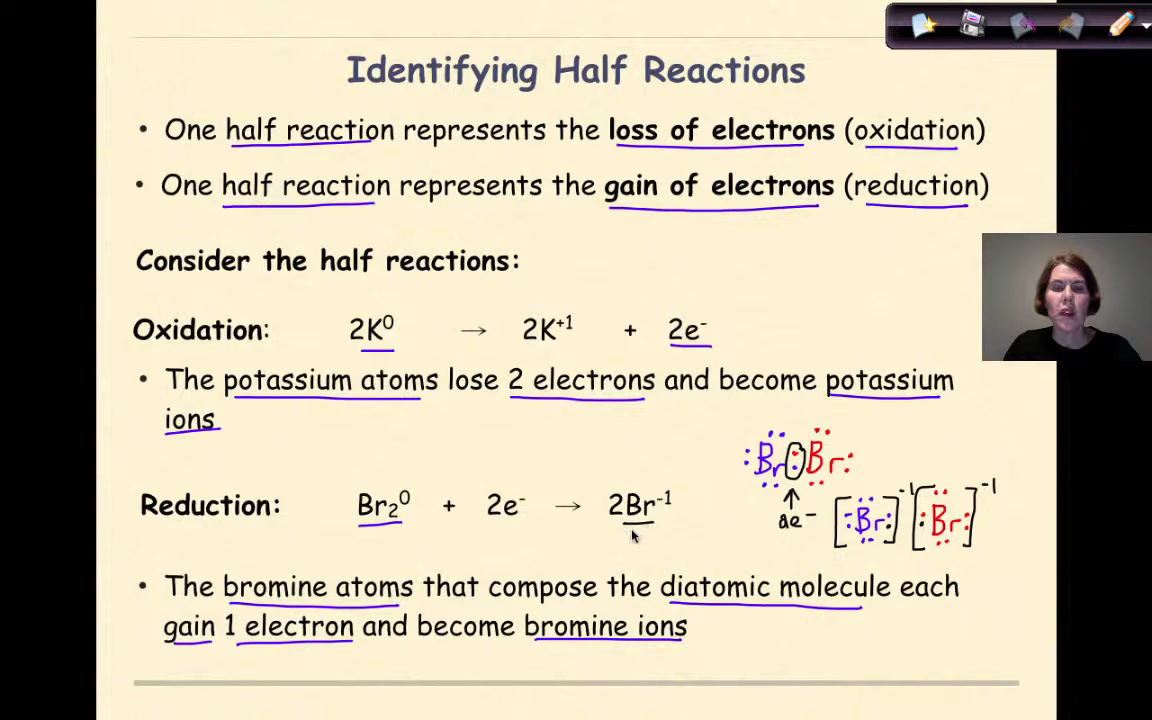 Identifying Half Reactions
• One half reaction represents the loss of electrons (oxidation)
• One half reaction represents the gain of electrons (reduction)
Consider the half reactions:
Oxidation: 2K⁰ → 2K⁺¹ + 2e⁻
• The potassium atoms lose 2 electrons and become potassium
ions
:Br:Br:
Reduction: Br₂⁰ + 2e⁻ → 2Br⁻¹
2e⁻ [:Br:]⁻¹ [:Br:]⁻¹
• The bromine atoms that compose the diatomic molecule each
gain 1 electron and become bromine ions